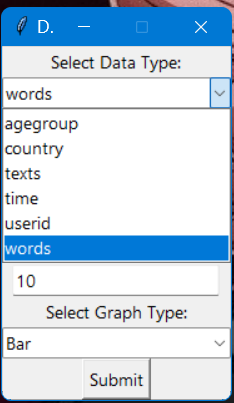 D.
Select Data Type:
words
agegroup
country
texts
time
userid
words
10
Select Graph Type:
Bar
Submit